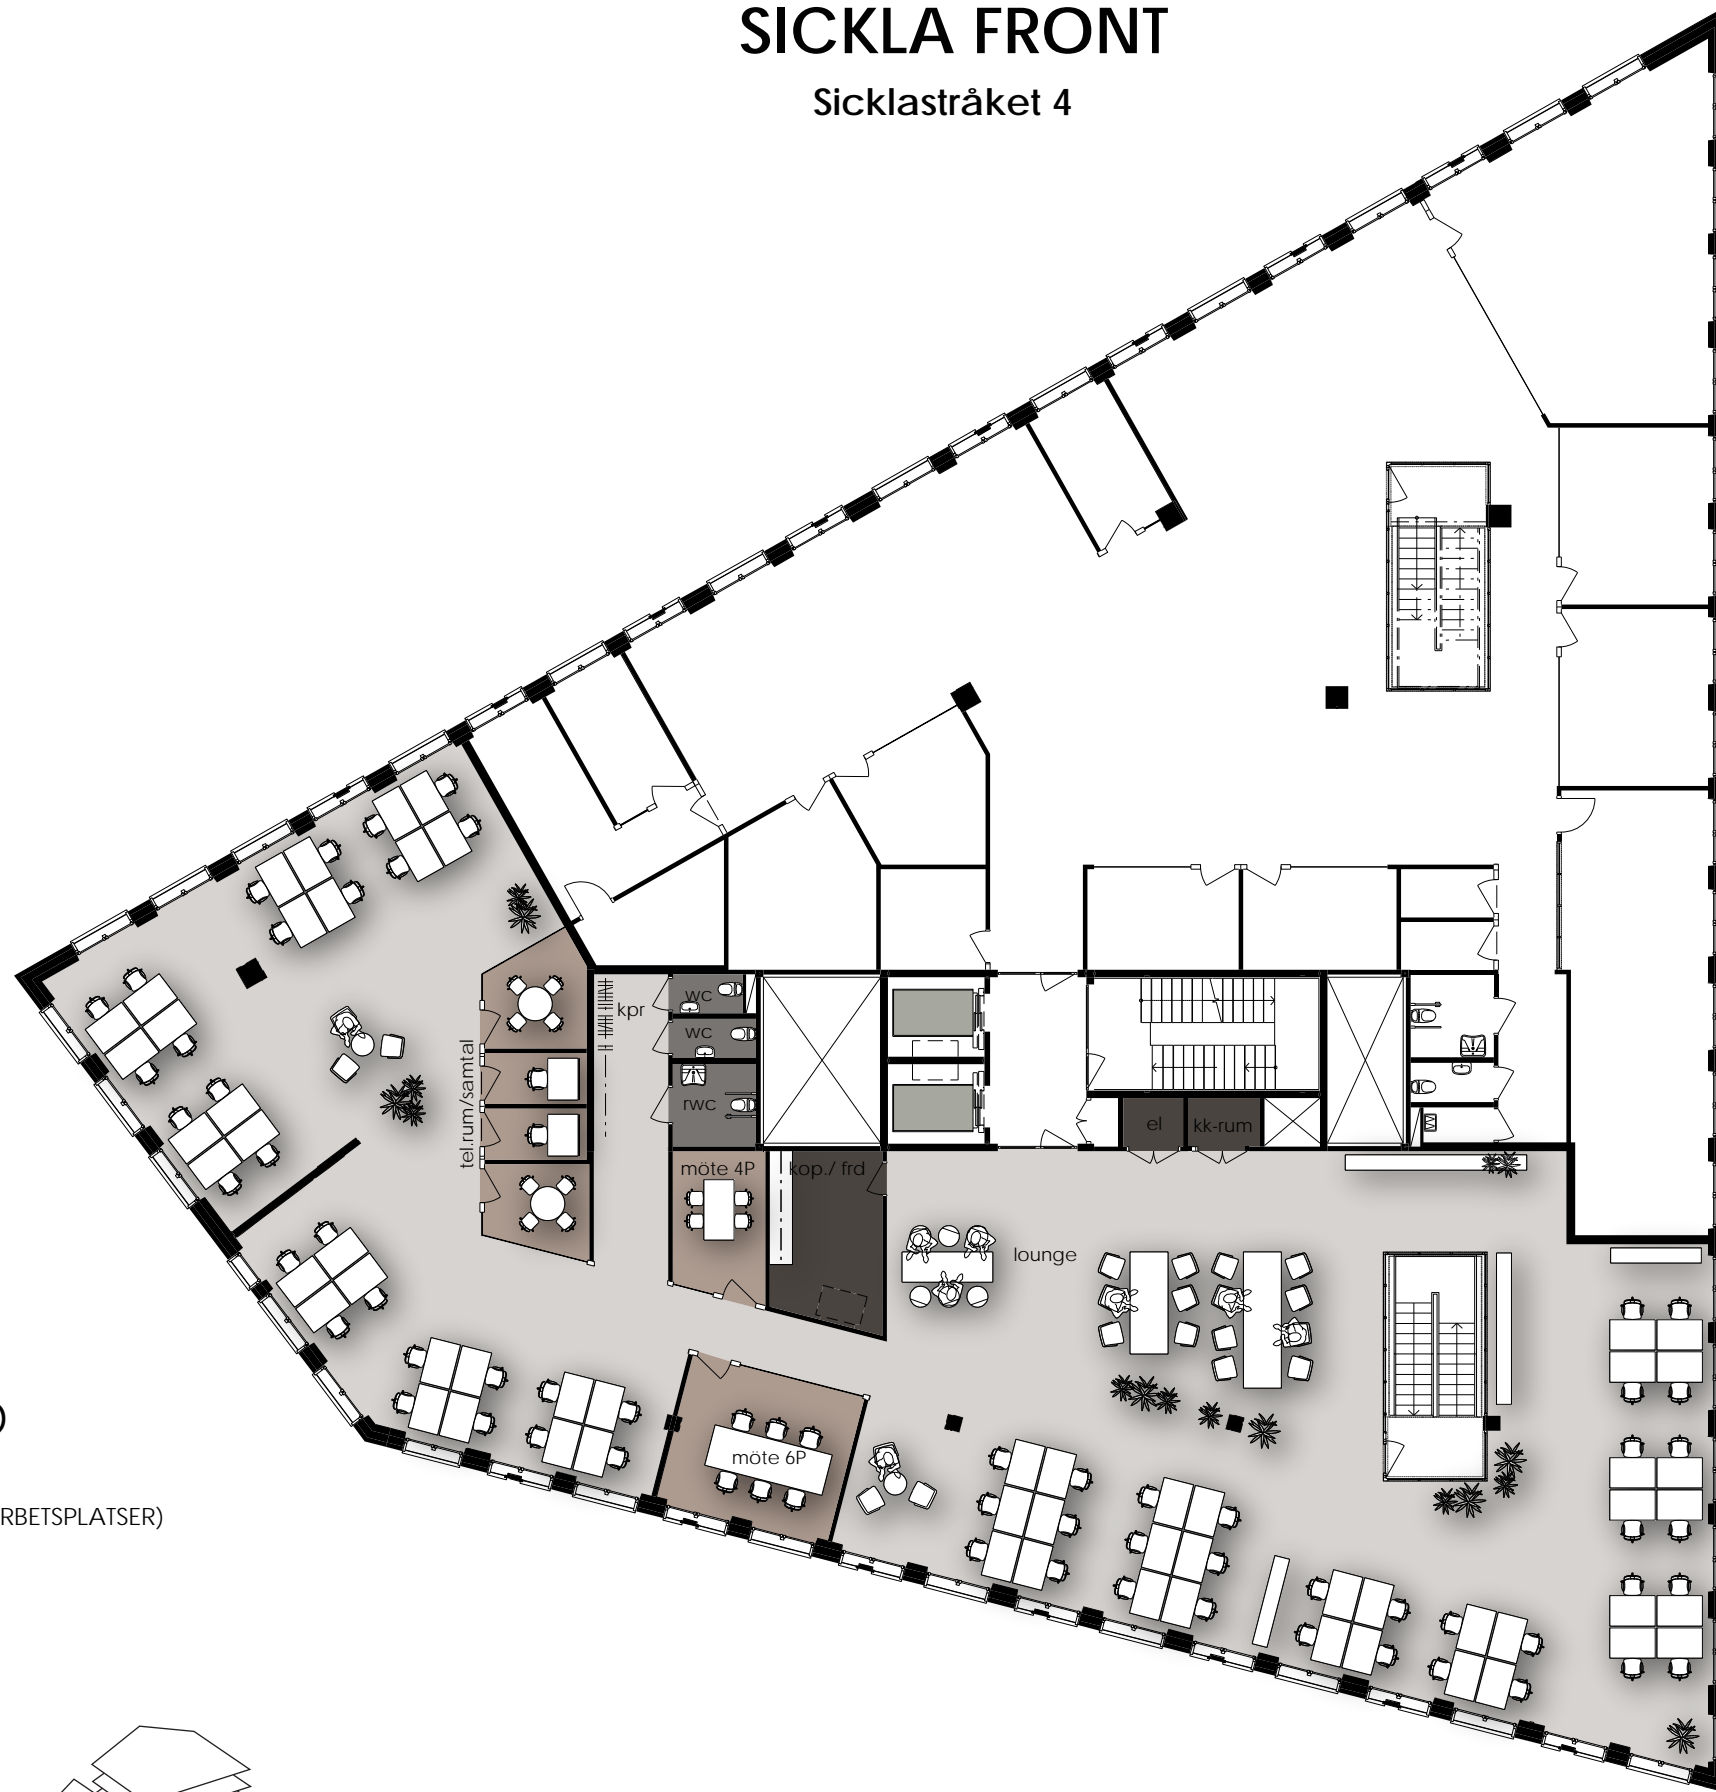 SICKLA FRONT
Sicklastråket 4
wc
kpr
wc
tel.rum/samtal
rwc
el
kk-rum
möte 4P
kop./ frd
lounge
möte 6P
RBETSPLATSER)